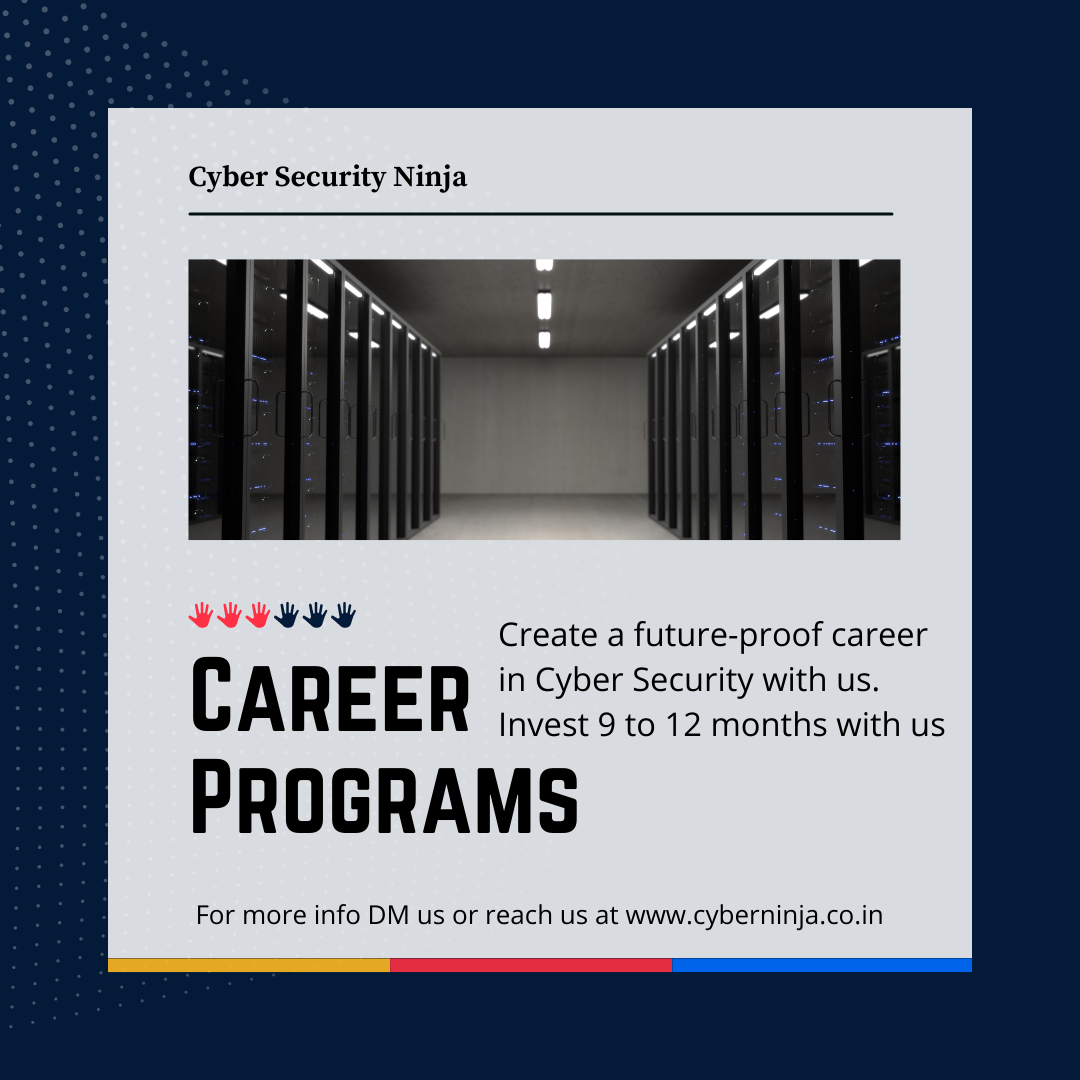 Cyber Security Ninja
Career
Programs
Create a future-proof career
in Cyber Security with us.
Invest 9 to 12 months with us
For more info DM us or reach us at www.cyberninja.co.in